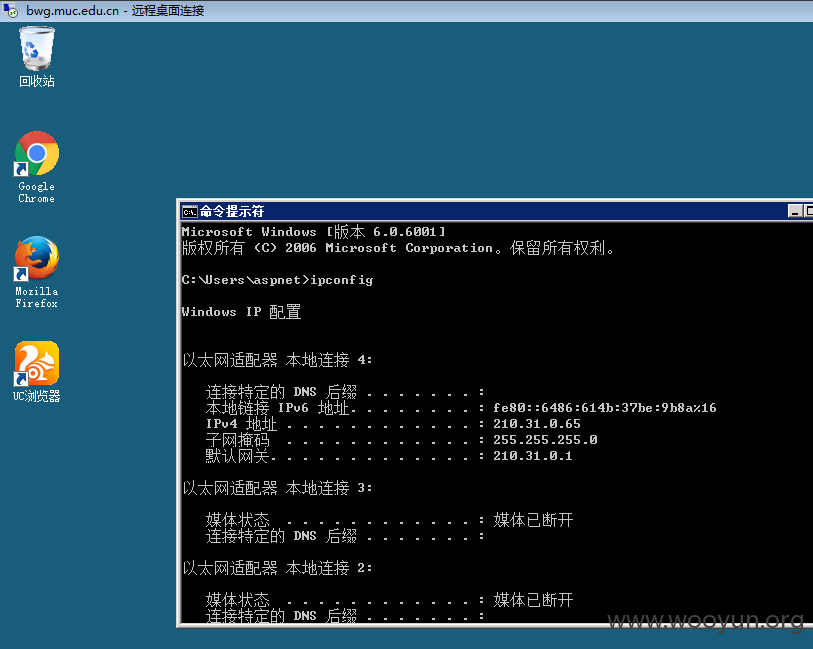 bwg.muc.edu.cn - 远程桌面连接
回收站
Google
Chrome
Mozilla
Firefox
UC浏览器
命令提示符
Microsoft Windows [版本 6.0.6001]
版权所有 (C) 2006 Microsoft Corporation。保留所有权利。
C:\Users\aspnet>ipconfig
Windows IP 配置
以太网适配器 本地连接 4:
连接特定的 DNS 后缀 . . . . . . . :
本地链接 IPv6 地址. . . . . . . . : fe80::6486:614b:37be:9b8a%16
IPv4 地址 . . . . . . . . . . . . : 210.31.0.65
子网掩码  . . . . . . . . . . . . : 255.255.255.0
默认网关. . . . . . . . . . . . . : 210.31.0.1
以太网适配器 本地连接 3:
媒体状态  . . . . . . . . . . . . : 媒体已断开
连接特定的 DNS 后缀 . . . . . . . :
以太网适配器 本地连接 2:
媒体状态  . . . . . . . . . . . . : 媒体已断开
连接特定的 DNS 后缀 . . . . . . . :
www.wooyun.org